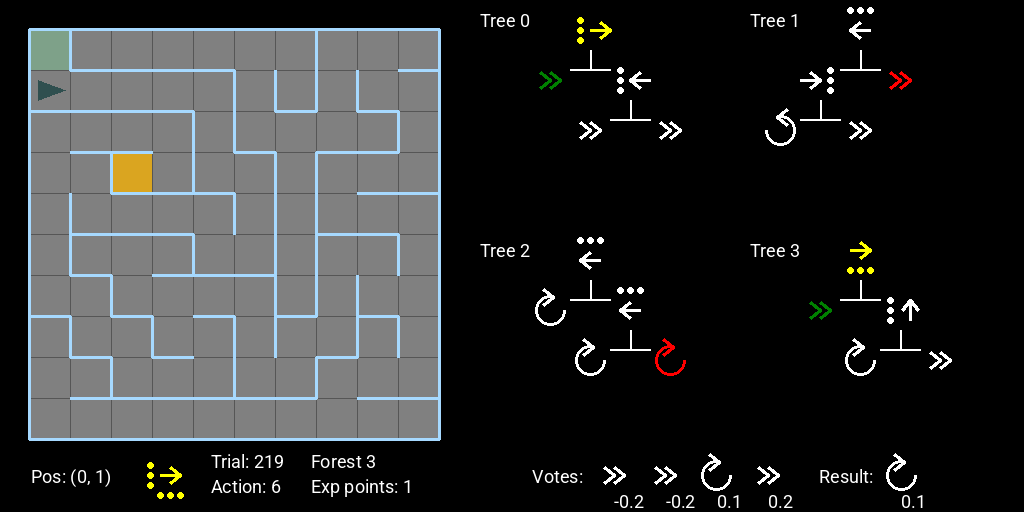 Tree 0
Tree 1
Tree 2
Tree 3
Pos: (0, 1)
Trial: 219
Forest 3
Action: 6
Exp points: 1
Votes:
-0.2
-0.2
0.1
0.2
Result:
0.1